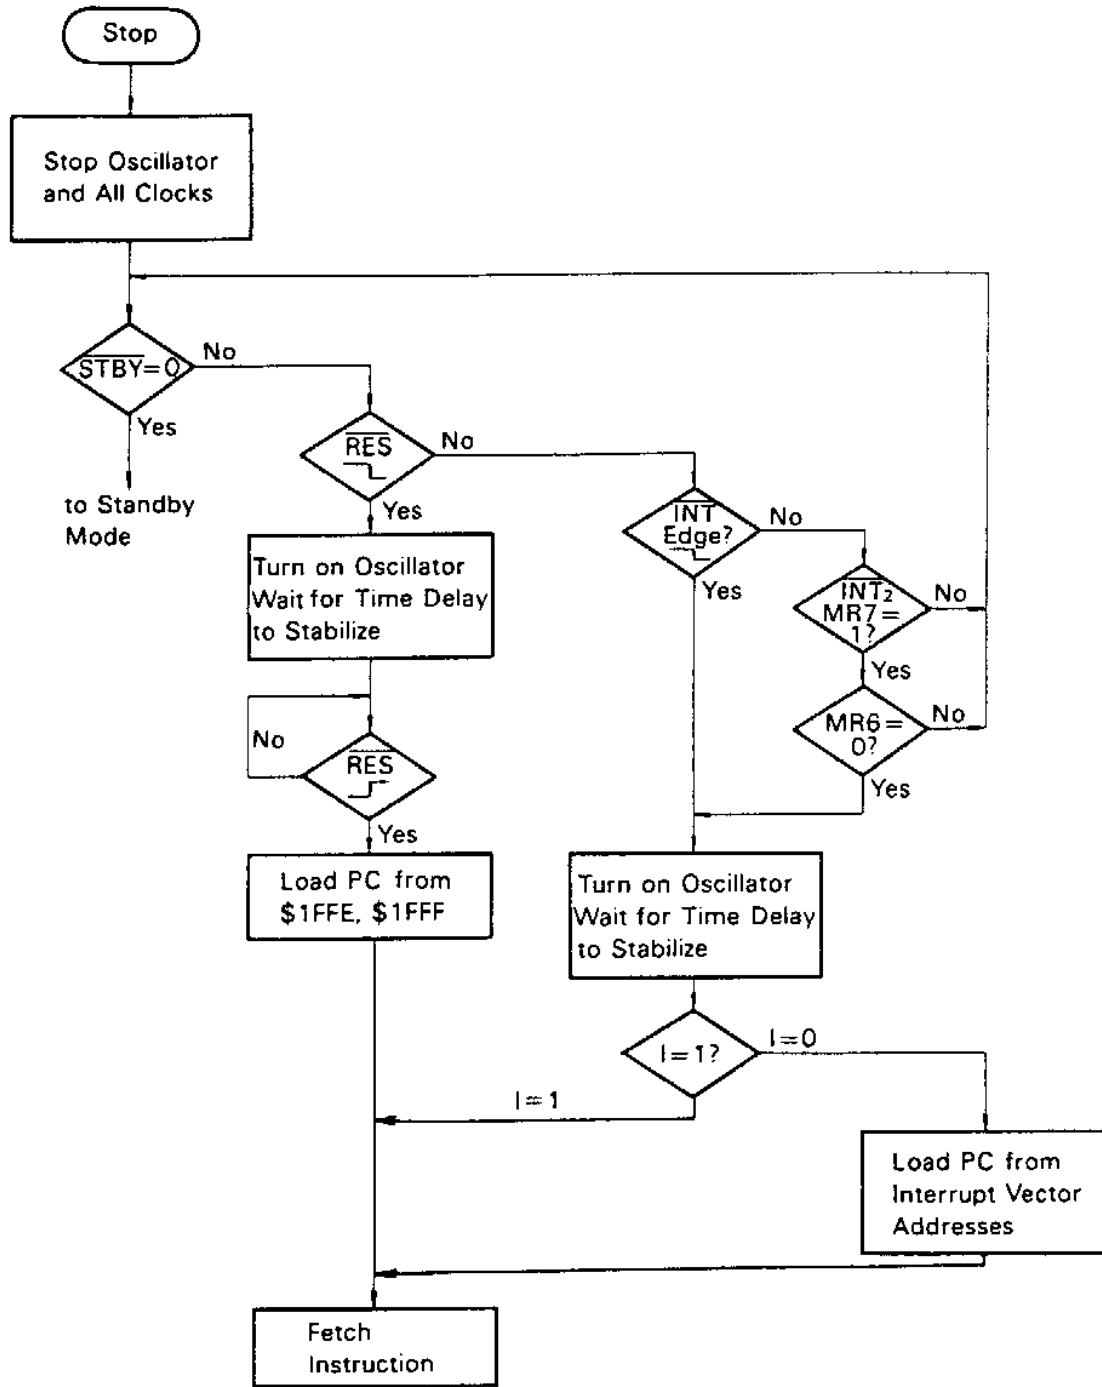 Stop
Stop Oscillator
and All Clocks
STBY=0
No
Yes
to Standby
Mode
RES
No
Yes
INT
Edge?
No
Yes
INT2
MR7=
1?
No
Yes
MR6=
0?
No
Yes
Turn on Oscillator
Wait for Time Delay
to Stabilize
No
RES
Yes
Load PC from
$1FFE, $1FFF
Turn on Oscillator
Wait for Time Delay
to Stabilize
I=1?
I=0
I=1
Load PC from
Interrupt Vector
Addresses
Fetch
Instruction